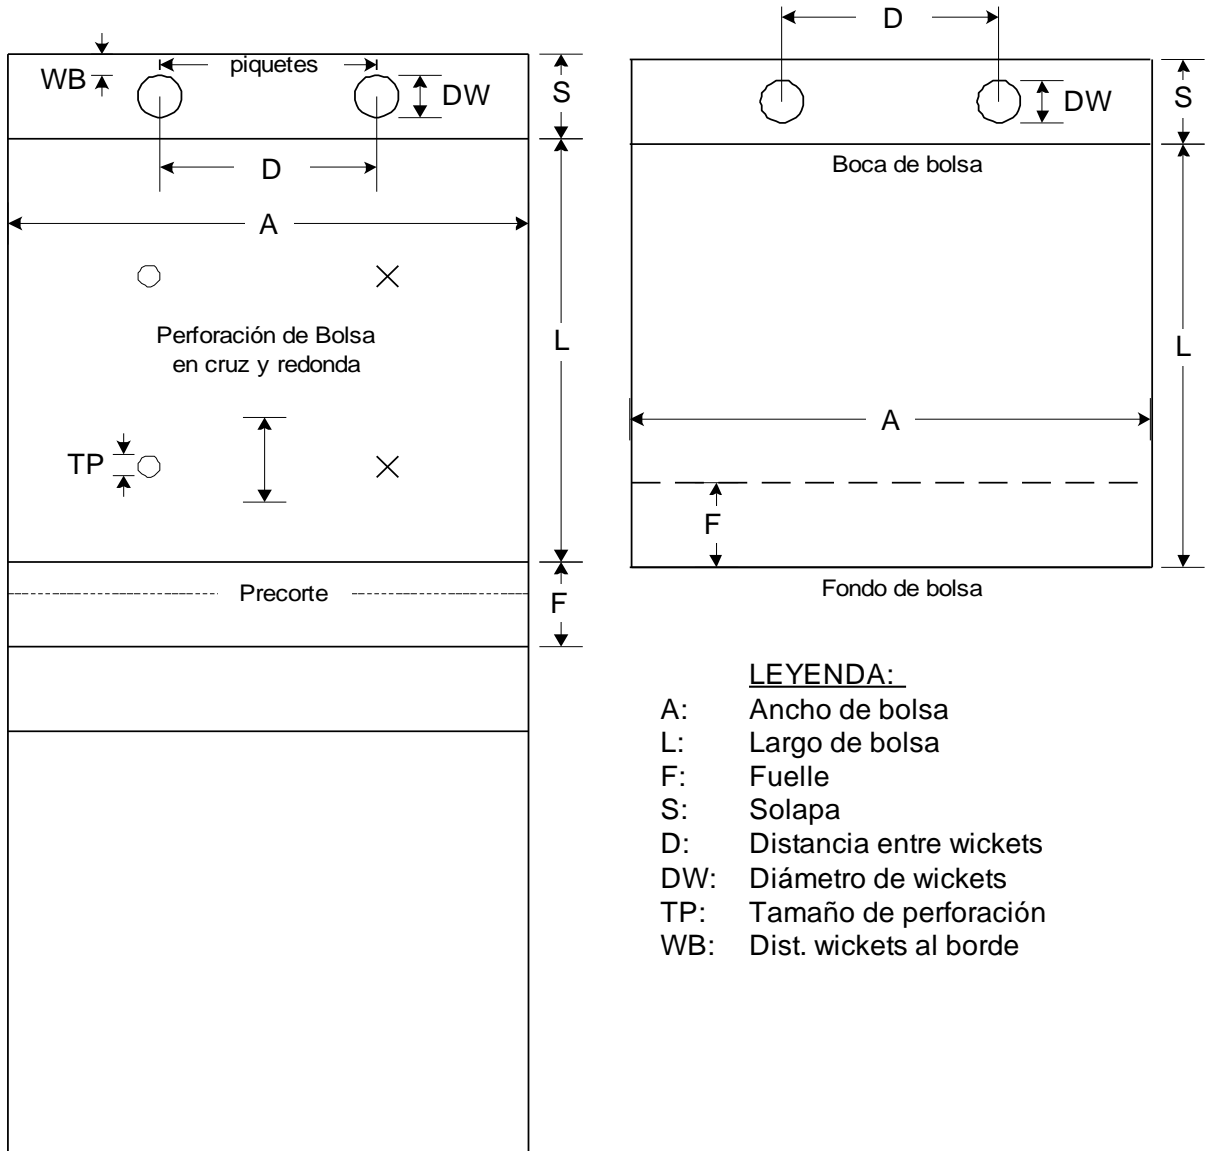 WB
piquetes
DW
S
D
A
Perforación de Bolsa
en cruz y redonda
L
TP
Precorte
F
D
DW
S
Boca de bolsa
L
A
F
Fondo de bolsa
LEYENDA:
A: Ancho de bolsa
L: Largo de bolsa
F: Fuelle
S: Solapa
D: Distancia entre wickets
DW: Diámetro de wickets
TP: Tamaño de perforación
WB: Dist. wickets al borde